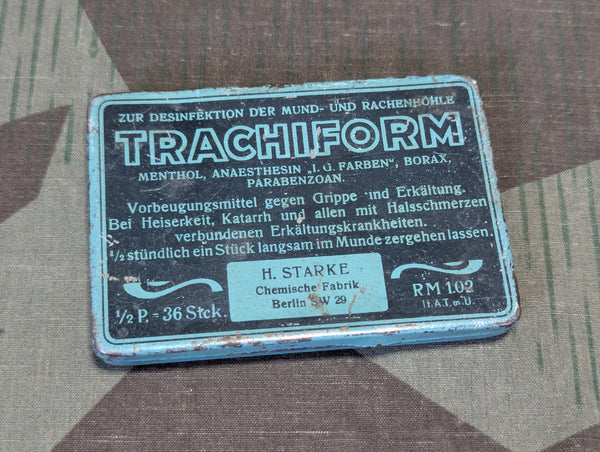 ZUR DESINFEKTION DER MUND- UND RACHENHÖHLE
TRACHIFORM
MENTHOL, ANAESTHESIN „I. G. FARBEN“, BORAX,
PARABENZOAN.
Vorbeugungsmittel gegen Grippe und Erkältung.
Bei Heiserkeit, Katarrh und allen mit Halsschmerzen
verbundenen Erkältungskrankheiten.
½ stündlich ein Stück langsam im Munde zergehen lassen
½ P. - 36 Stck.
H. STARKE
Chemische Fabrik
Berlin SW 29
RM 1.02
lt. A.T. m. U.